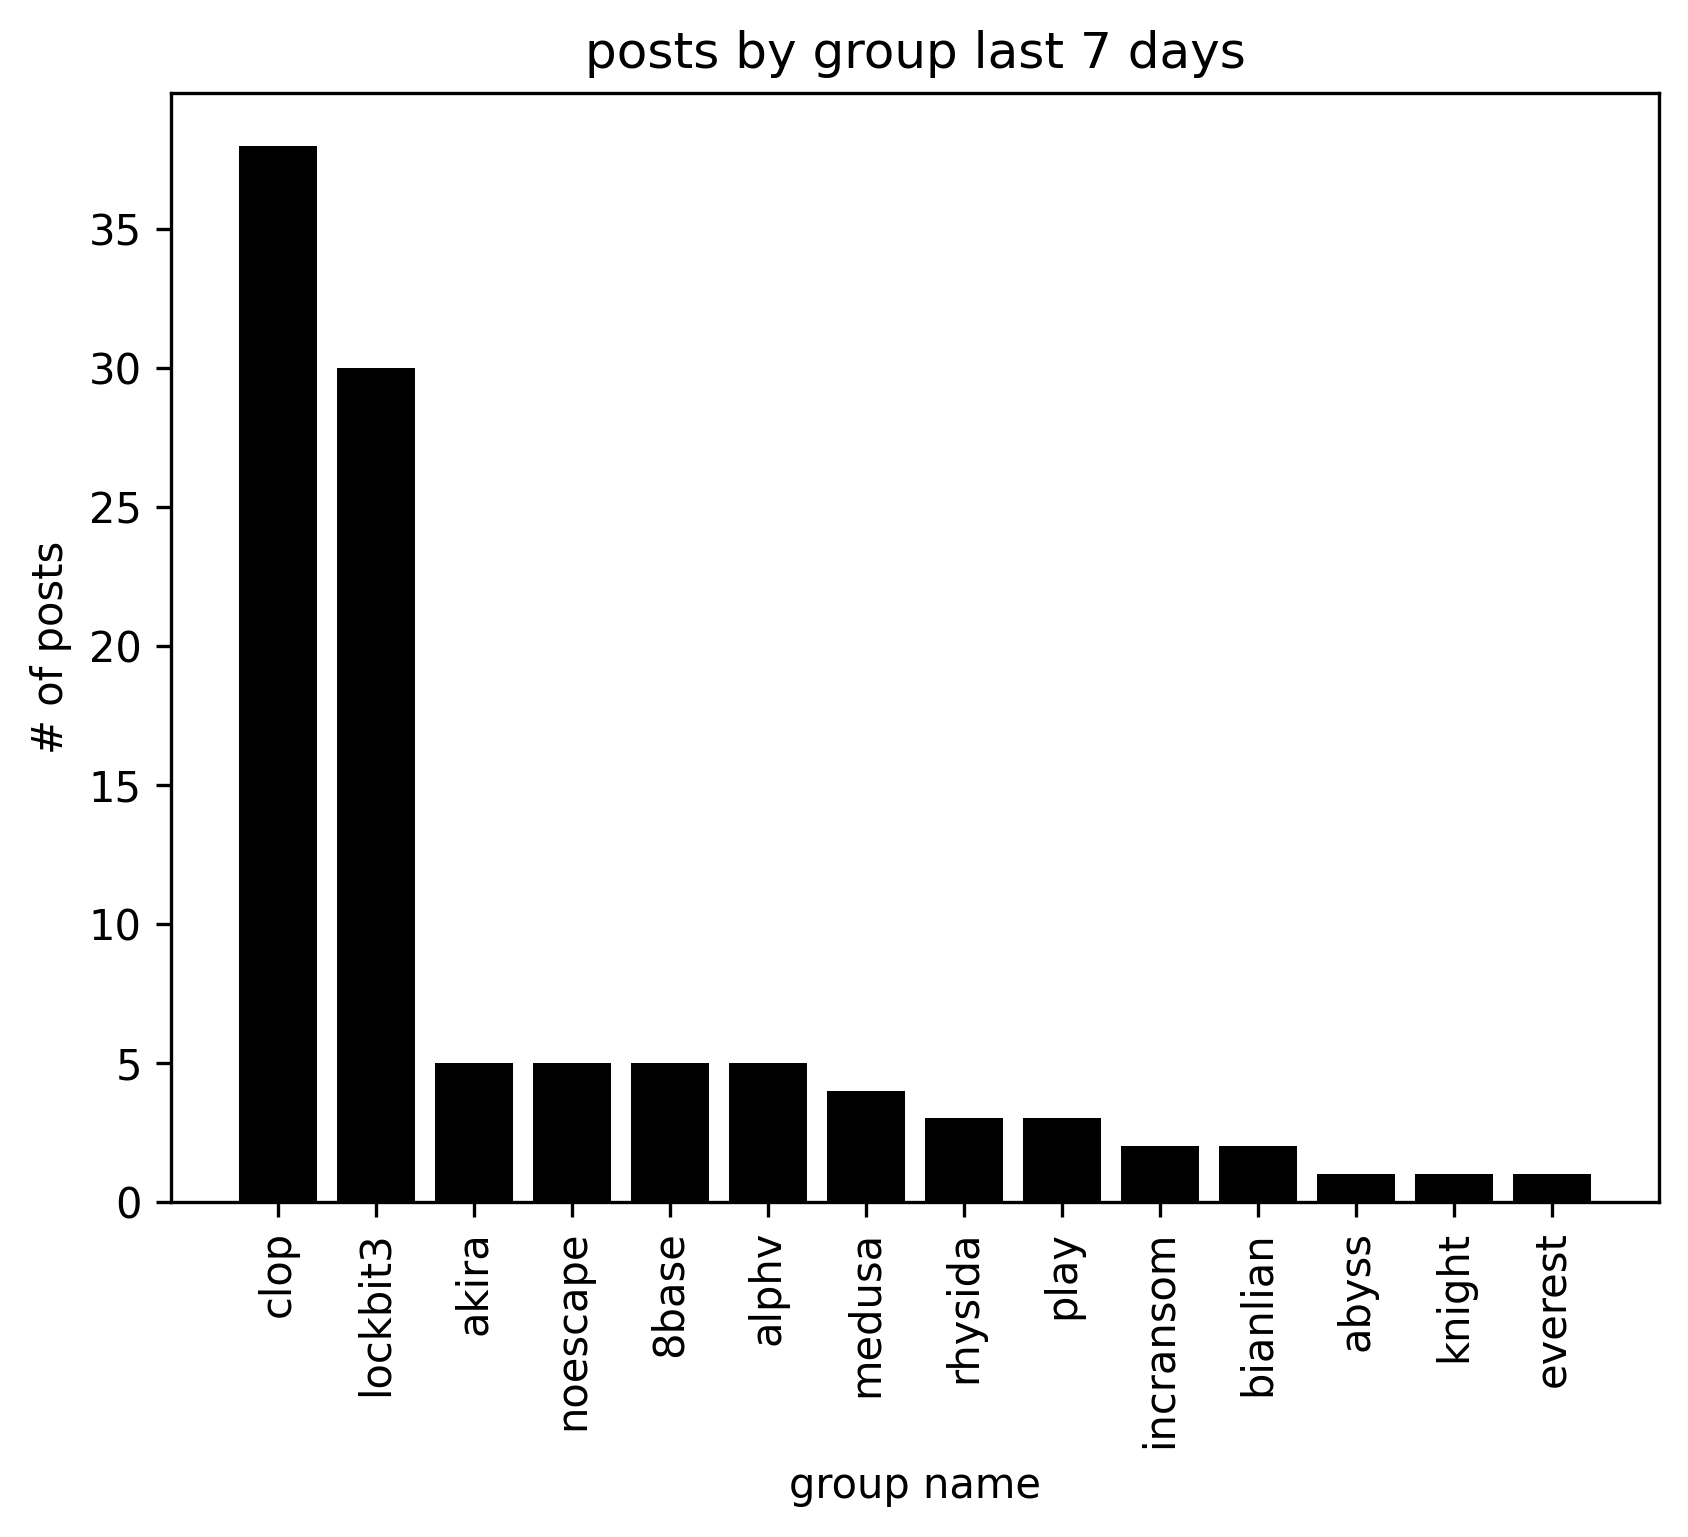 posts by group last 7 days
# of posts
35
30
25
20
15
10
5
0
clop
lockbit3
akira
noescape
8base
alphv
medusa
rhysida
play
incransom
bianlian
abyss
knight
everest
group name